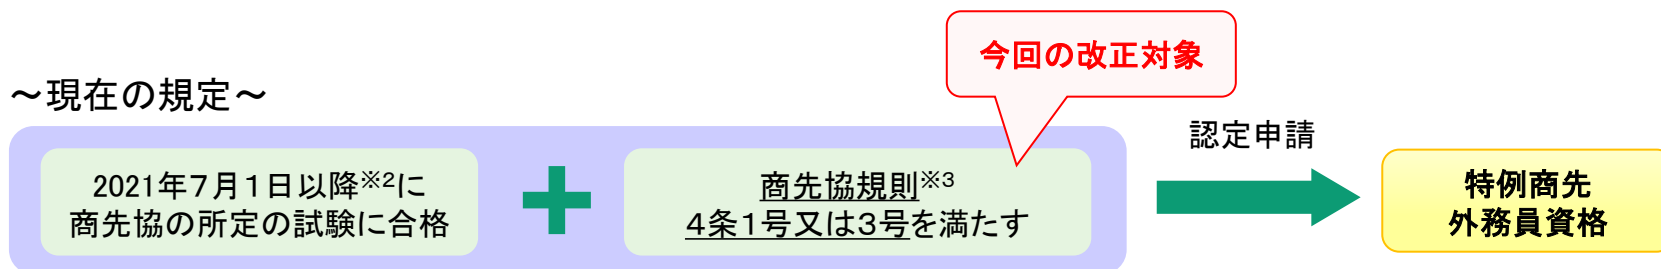 今回の改正対象
～現在の規定～
認定申請
2021年7月1日以降※2に
商先協の所定の試験に合格
商先協規則※3
4条1号又は3号を満たす
特例商先
外務員資格